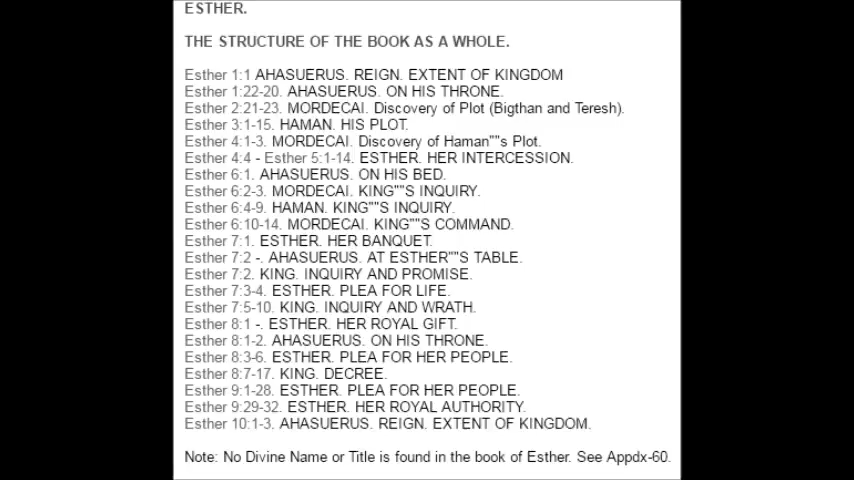 ESTHER.
THE STRUCTURE OF THE BOOK AS A WHOLE.
Esther 1:1 AHASUERUS. REIGN. EXTENT OF KINGDOM
Esther 1:22-20. AHASUERUS. ON HIS THRONE.
Esther 2:21-23. MORDECAI. Discovery of Plot (Bigthan and Teresh).
Esther 3:1-15. HAMAN. HIS PLOT.
Esther 4:1-3. MORDECAI. Discovery of Haman""s Plot.
Esther 4:4 - Esther 5:1-14. ESTHER. HER INTERCESSION.
Esther 6:1. AHASUERUS. ON HIS BED.
Esther 6:2-3. MORDECAI. KING""S INQUIRY.
Esther 6:4-9. HAMAN. KING""S INQUIRY.
Esther 6:10-14. MORDECAI. KING""S COMMAND.
Esther 7:1. ESTHER. HER BANQUET.
Esther 7:2 -. AHASUERUS. AT ESTHER""S TABLE.
Esther 7:2. KING. INQUIRY AND PROMISE.
Esther 7:3-4. ESTHER. PLEA FOR LIFE.
Esther 7:5-10. KING. INQUIRY AND WRATH.
Esther 8:1 -. ESTHER. HER ROYAL GIFT.
Esther 8:1-2. AHASUERUS. ON HIS THRONE.
Esther 8:3-6. ESTHER. PLEA FOR HER PEOPLE.
Esther 8:7-17. KING. DECREE.
Esther 9:1-28. ESTHER. PLEA FOR HER PEOPLE.
Esther 9:29-32. ESTHER. HER ROYAL AUTHORITY.
Esther 10:1-3. AHASUERUS. REIGN. EXTENT OF KINGDOM.
Note: No Divine Name or Title is found in the book of Esther. See Appdx-60.